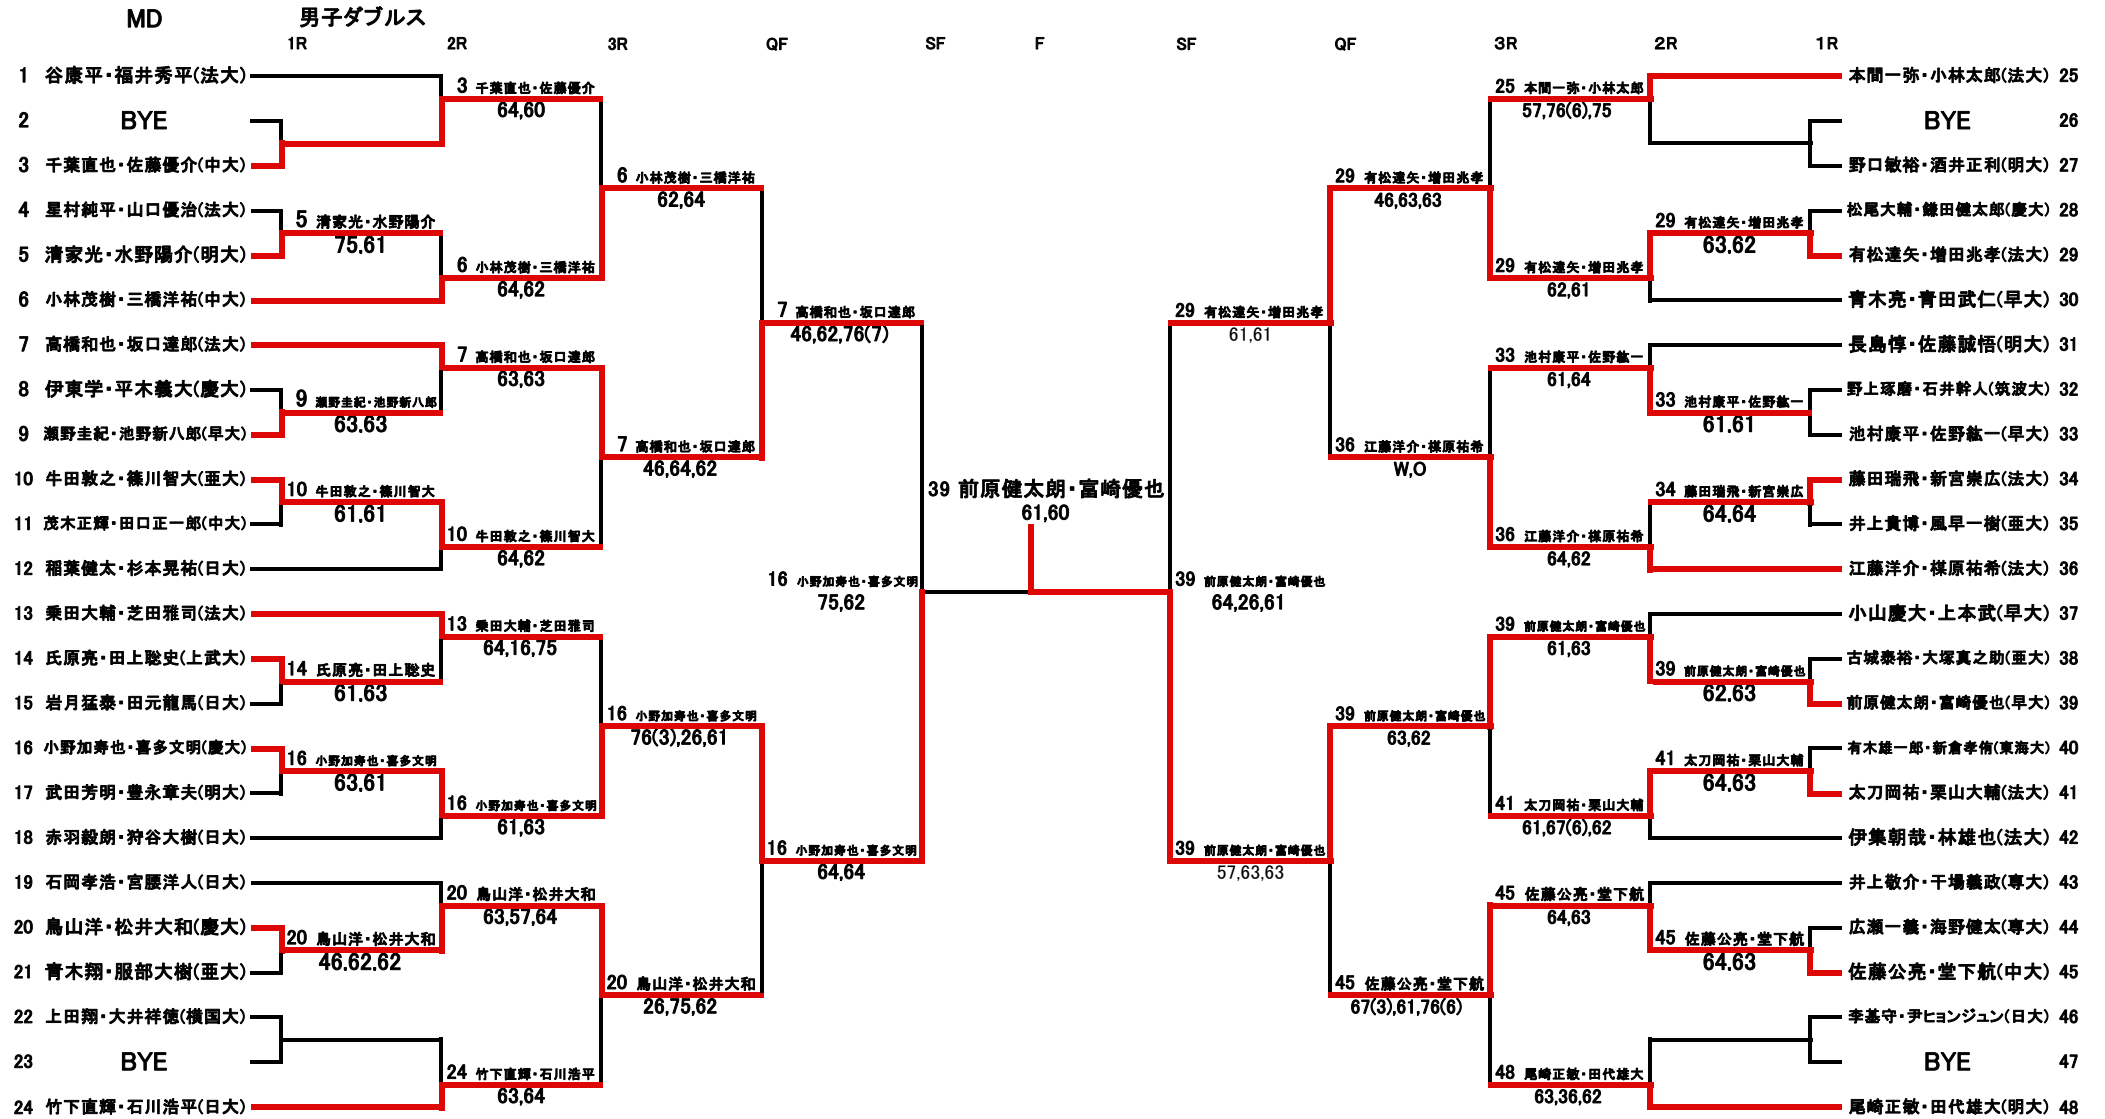 MD 男子ダブルス
1R 2R 3R QF SF F SF QF 3R 2R 1R
1 谷康平・福井秀平(法大)
2 BYE
3 千葉直也・佐藤優介(中大)
4 星村純平・山口優治(法大)
5 清家光・水野陽介(明大)
6 小林茂樹・三橋洋祐(中大)
7 高橋和也・坂口達郎(法大)
8 伊東学・平木義大(慶大)
9 瀬野圭紀・池野新八郎(早大)
10 牛田敦之・篠川智大(亜大)
11 茂木正輝・田口正一郎(中大)
12 稲葉健太・杉本晃祐(日大)
13 乗田大輔・芝田雅司(法大)
14 氏原亮・田上聡史(上武大)
15 岩月猛泰・田元龍馬(日大)
16 小野加寿也・喜多文明(慶大)
17 武田芳明・豊永章夫(明大)
18 赤羽毅朗・狩谷大樹(日大)
19 石岡孝浩・宮腰洋人(日大)
20 鳥山洋・松井大和(慶大)
21 青木翔・服部大樹(亜大)
22 上田翔・大井祥徳(横国大)
23 BYE
24 竹下直輝・石川浩平(日大)
5 清家光・水野陽介
75,61
9 瀬野圭紀・池野新八郎
63,63
10 牛田敦之・篠川智大
61,61
14 氏原亮・田上聡史
61,63
16 小野加寿也・喜多文明
63,61
20 鳥山洋・松井大和
46,62,62
3 千葉直也・佐藤優介
64,60
6 小林茂樹・三橋洋祐
64,62
7 高橋和也・坂口達郎
63,63
10 牛田敦之・篠川智大
64,62
13 乗田大輔・芝田雅司
64,16,75
16 小野加寿也・喜多文明
61,63
20 鳥山洋・松井大和
63,57,64
24 竹下直輝・石川浩平
63,64
6 小林茂樹・三橋洋祐
62,64
7 高橋和也・坂口達郎
46,64,62
16 小野加寿也・喜多文明
76(3),26,61
20 鳥山洋・松井大和
26,75,62
7 高橋和也・坂口達郎
46,62,76(7)
16 小野加寿也・喜多文明
64,64
16 小野加寿也・喜多文明
75,62
39 前原健太朗・富崎優也
61,60
39 前原健太朗・富崎優也
64,26,61
29 有松達矢・増田兆孝
61,61
39 前原健太朗・富崎優也
57,63,63
29 有松達矢・増田兆孝
46,63,63
36 江藤洋介・楳原祐希
W,O
39 前原健太朗・富崎優也
63,62
45 佐藤公亮・堂下航
67(3),61,76(6)
25 本間一弥・小林太郎
57,76(6),75
29 有松達矢・増田兆孝
62,61
33 池村康平・佐野紘一
61,64
36 江藤洋介・楳原祐希
64,62
39 前原健太朗・富崎優也
61,63
41 太刀岡祐・栗山大輔
61,67(6),62
45 佐藤公亮・堂下航
64,63
48 尾崎正敏・田代雄大
63,36,62
29 有松達矢・増田兆孝
63,62
33 池村康平・佐野紘一
61,61
34 藤田瑞飛・新宮崇広
64,64
39 前原健太朗・富崎優也
62,63
41 太刀岡祐・栗山大輔
64,63
45 佐藤公亮・堂下航
64,63
本間一弥・小林太郎(法大) 25
BYE 26
野口敏裕・酒井正利(明大) 27
松尾大輔・鎌田健太郎(慶大) 28
有松達矢・増田兆孝(法大) 29
青木亮・青田武仁(早大) 30
長島惇・佐藤誠悟(明大) 31
野上琢磨・石井幹人(筑波大) 32
池村康平・佐野紘一(早大) 33
藤田瑞飛・新宮崇広(法大) 34
井上貴博・風早一樹(亜大) 35
江藤洋介・楳原祐希(法大) 36
小山慶大・上本武(早大) 37
古城泰裕・大塚真之助(亜大) 38
前原健太朗・富崎優也(早大) 39
有木雄一郎・新倉孝侑(東海大) 40
太刀岡祐・栗山大輔(法大) 41
伊集朝哉・林雄也(法大) 42
井上敬介・干場義政(専大) 43
広瀬一義・海野健太(専大) 44
佐藤公亮・堂下航(中大) 45
李基守・尹ヒョンジュン(日大) 46
BYE 47
尾崎正敏・田代雄大(明大) 48